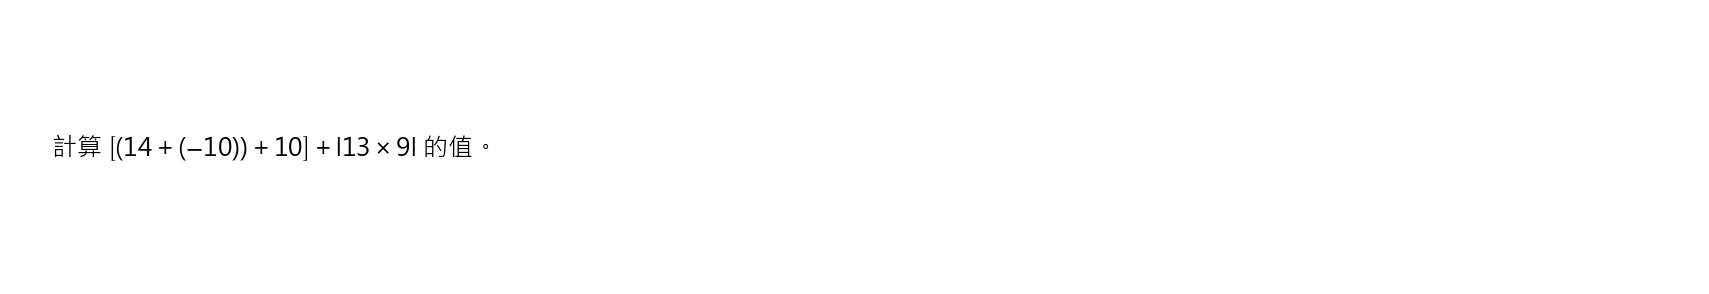 計算 [(14 + (−10)) + 10] + |13 × 9| 的值。